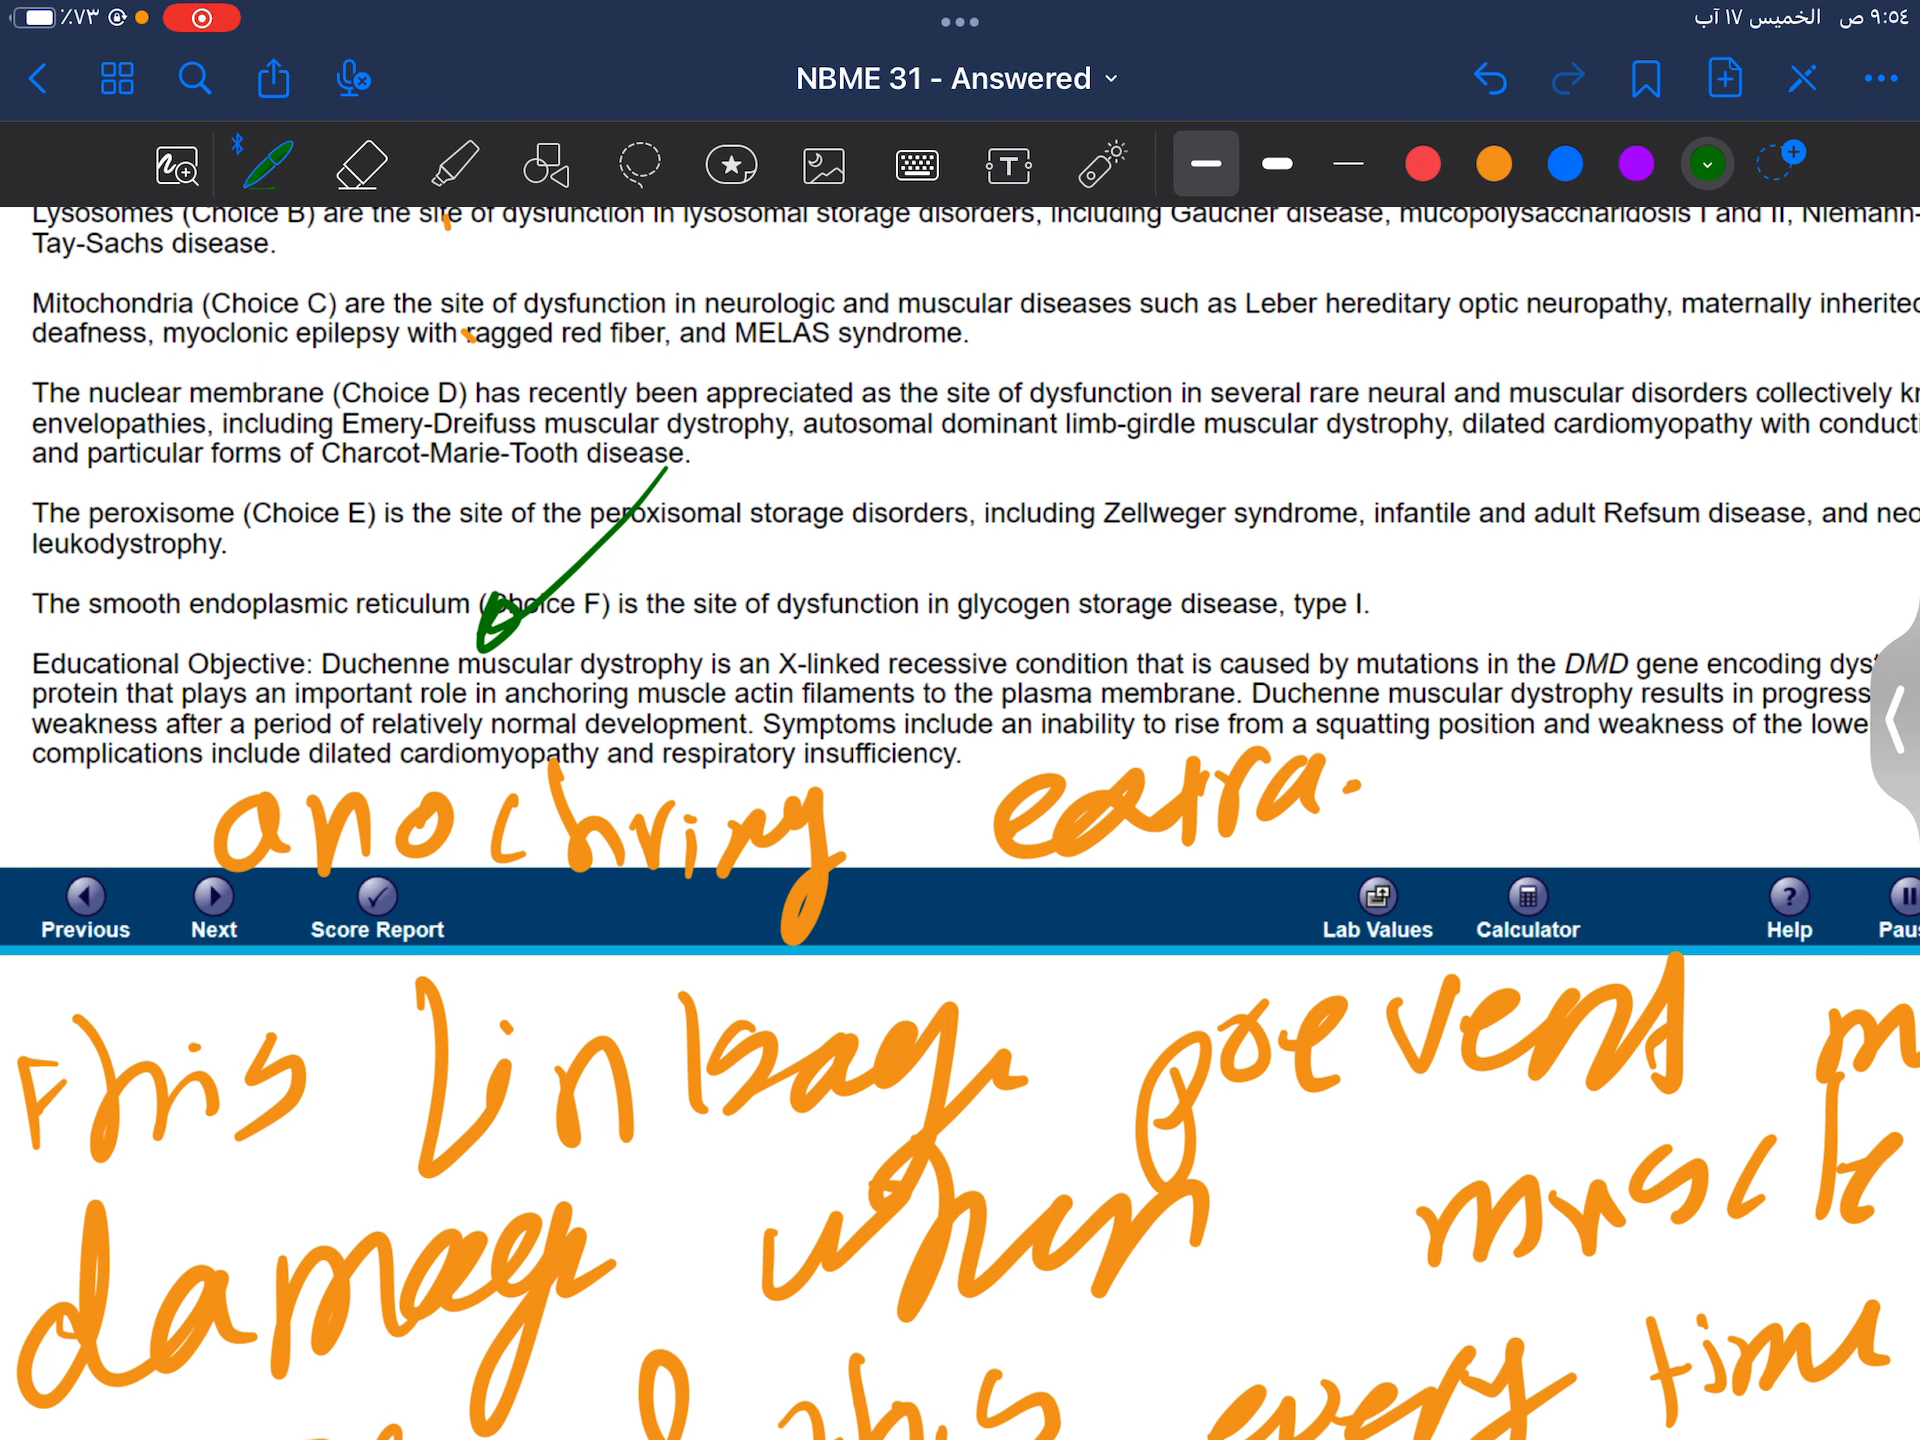 ٪٧٣
٩:٥٤ ص الخميس ١٧ آب
NBME 31 - Answered
Lysosomes (Choice B) are the site of dysfunction in lysosomal storage disorders, including Gaucher disease, mucopolysaccharidosis I and II, Niemann-
Tay-Sachs disease.
Mitochondria (Choice C) are the site of dysfunction in neurologic and muscular diseases such as Leber hereditary optic neuropathy, maternally inherited
deafness, myoclonic epilepsy with ragged red fiber, and MELAS syndrome.
The nuclear membrane (Choice D) has recently been appreciated as the site of dysfunction in several rare neural and muscular disorders collectively kn
envelopathies, including Emery-Dreifuss muscular dystrophy, autosomal dominant limb-girdle muscular dystrophy, dilated cardiomyopathy with conducti
and particular forms of Charcot-Marie-Tooth disease.
The peroxisome (Choice E) is the site of the peroxisomal storage disorders, including Zellweger syndrome, infantile and adult Refsum disease, and neo
leukodystrophy.
The smooth endoplasmic reticulum (Choice F) is the site of dysfunction in glycogen storage disease, type I.
Educational Objective: Duchenne muscular dystrophy is an X-linked recessive condition that is caused by mutations in the DMD gene encoding dyst
protein that plays an important role in anchoring muscle actin filaments to the plasma membrane. Duchenne muscular dystrophy results in progress
weakness after a period of relatively normal development. Symptoms include an inability to rise from a squatting position and weakness of the lowe
complications include dilated cardiomyopathy and respiratory insufficiency.
anochring extra.
Previous Next Score Report Lab Values Calculator Help Paus
This linkage prevent m
damage when muscle
this every time